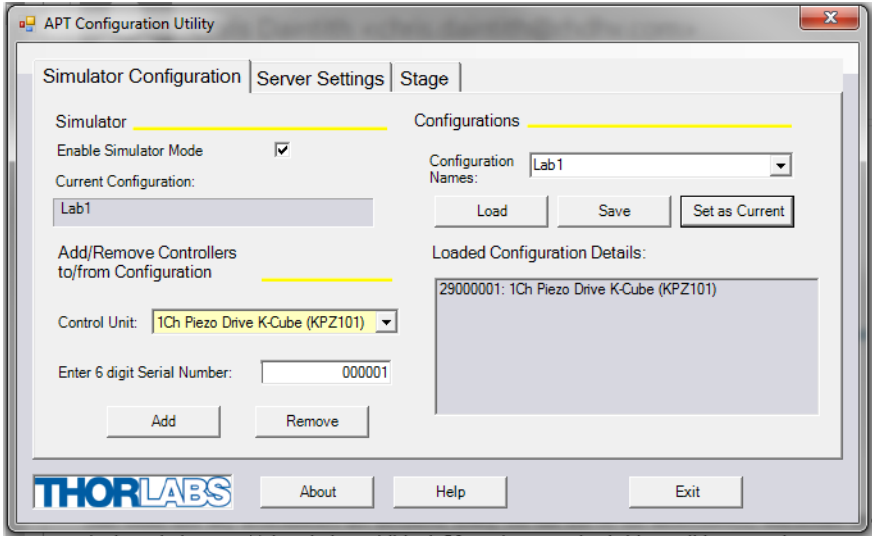 APT Configuration Utility
Simulator Configuration
Server Settings
Stage
Simulator
Enable Simulator Mode
Current Configuration:
Lab1
Add/Remove Controllers
to/from Configuration
Control Unit:
1Ch Piezo Drive K-Cube (KPZ101)
Enter 6 digit Serial Number:
000001
Add
Remove
Configurations
Configuration
Names:
Lab1
Load
Save
Set as Current
Loaded Configuration Details:
29000001: 1Ch Piezo Drive K-Cube (KPZ101)
THORLABS
About
Help
Exit